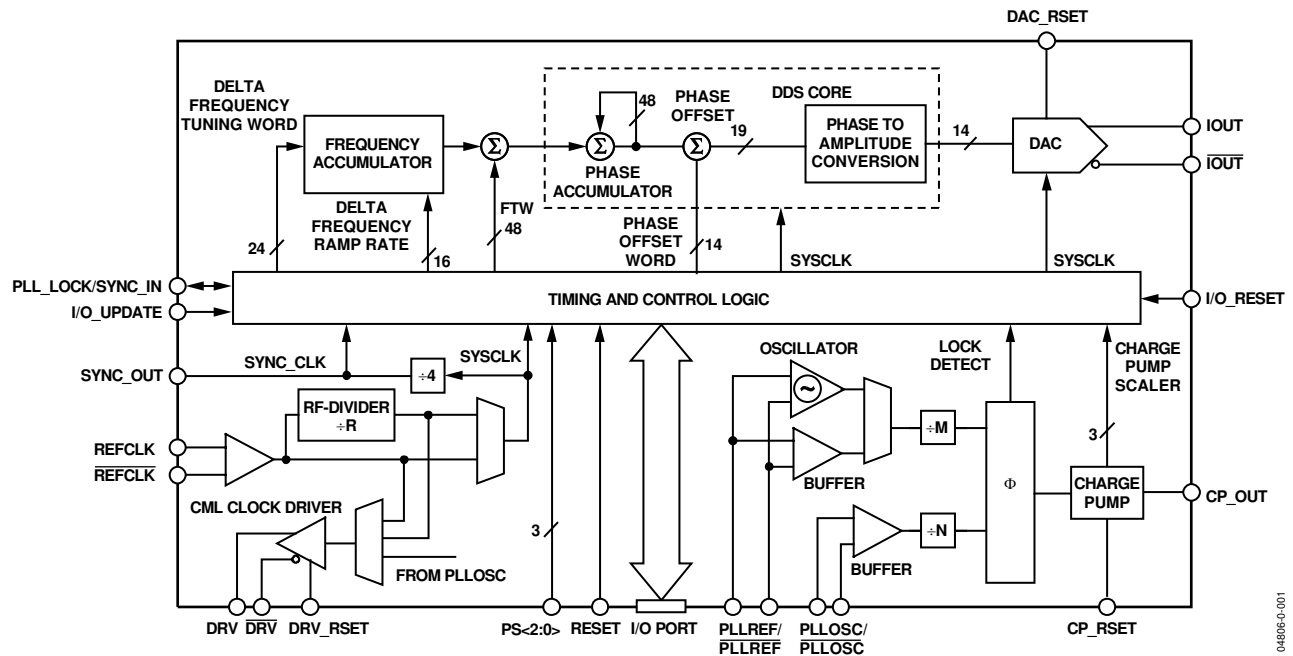 DAC_RSET
DELTA
FREQUENCY
TUNING WORD
FREQUENCY
ACCUMULATOR
DELTA
FREQUENCY
RAMP RATE
24
16
Σ
FTW
48
48
Σ
PHASE
ACCUMULATOR
PHASE
OFFSET
Σ
19
DDS CORE
PHASE TO
AMPLITUDE
CONVERSION
14
DAC
IOUT
IOUT
PHASE
OFFSET
WORD
14
SYSCLK
SYSCLK
PLL_LOCK/SYNC_IN
I/O_UPDATE
TIMING AND CONTROL LOGIC
I/O_RESET
SYNC_OUT
SYNC_CLK
÷4
SYSCLK
RF-DIVIDER
÷R
REFCLK
REFCLK
CML CLOCK DRIVER
FROM PLLOSC
3
OSCILLATOR
~
BUFFER
÷M
BUFFER
÷N
LOCK
DETECT
Φ
CHARGE
PUMP
SCALER
3
CHARGE
PUMP
CP_OUT
DRV
DRV
DRV_RSET
PS<2:0>
RESET
I/O PORT
PLLREF/
PLLREF
PLLOSC/
PLLOSC
CP_RSET
04806-0-001